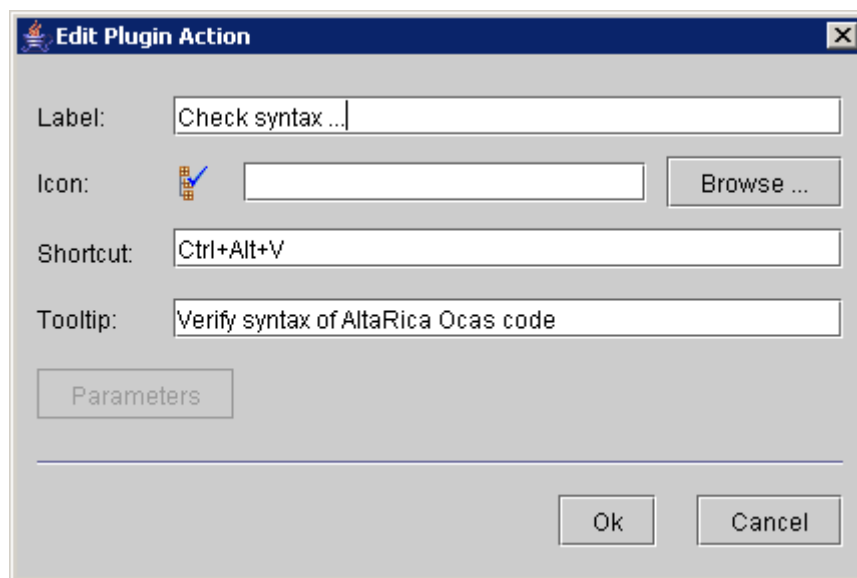 Edit Plugin Action
Label: Check syntax ...
Icon: Browse ...
Shortcut: Ctrl+Alt+V
Tooltip: Verify syntax of AltaRica Ocas code
Parameters
Ok Cancel